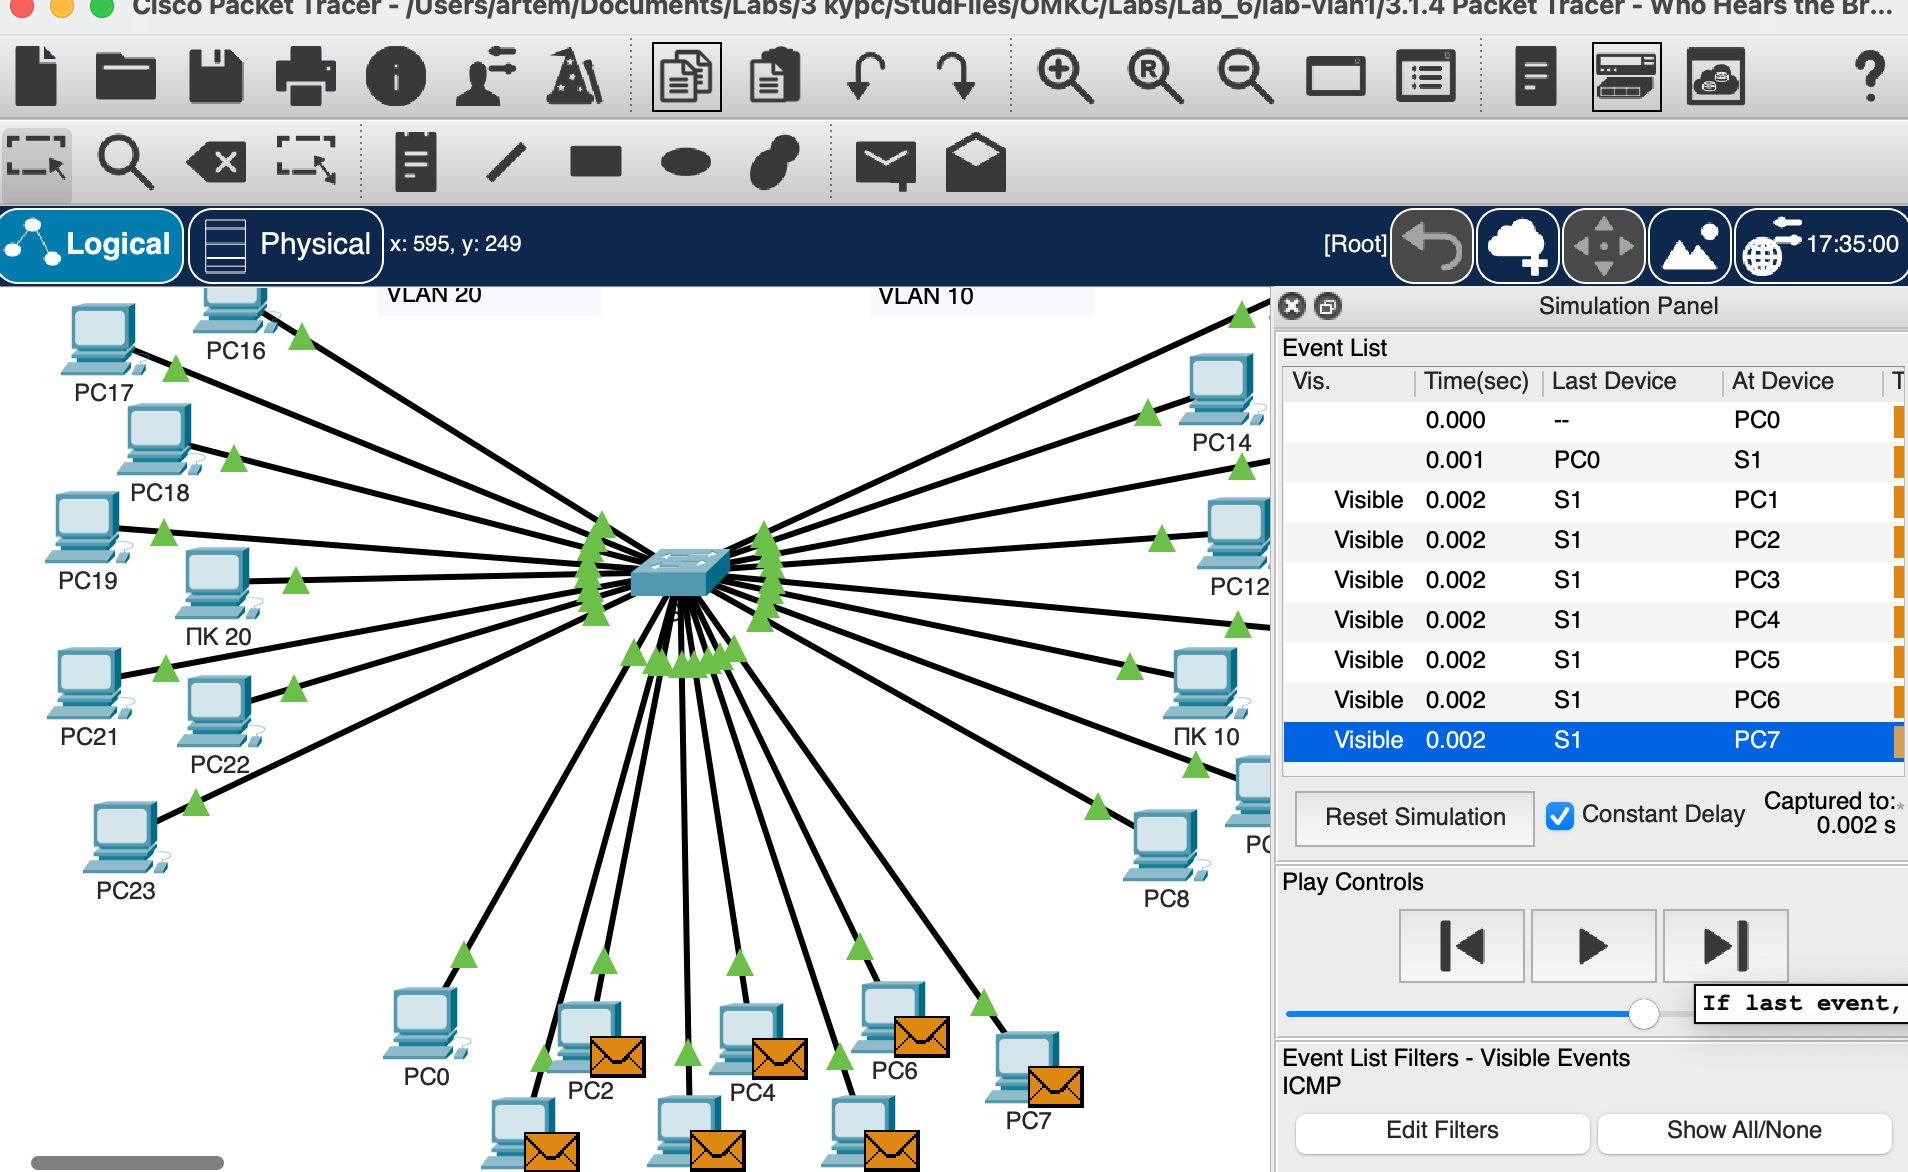 Cisco Packet Tracer - /Users/artem/Documents/Labs/3 курс/StudFiles/ОМКС/Labs/Lab_6/lab-vlan1/3.1.4 Packet Tracer - Who Hears the Br...
Logical
Physical
x: 595, y: 249
[Root]
17:35:00
VLAN 20
VLAN 10
PC16
PC17
PC18
PC19
ПК 20
PC21
PC22
PC23
PC14
PC12
ПК 10
PC8
PC0
PC2
PC4
PC6
PC7
Simulation Panel
Event List
Vis. Time(sec) Last Device At Device T
0.000 -- PC0
0.001 PC0 S1
Visible 0.002 S1 PC1
Visible 0.002 S1 PC2
Visible 0.002 S1 PC3
Visible 0.002 S1 PC4
Visible 0.002 S1 PC5
Visible 0.002 S1 PC6
Visible 0.002 S1 PC7
Reset Simulation
Constant Delay
Captured to:*
0.002 s
Play Controls
If last event,
Event List Filters - Visible Events
ICMP
Edit Filters
Show All/None